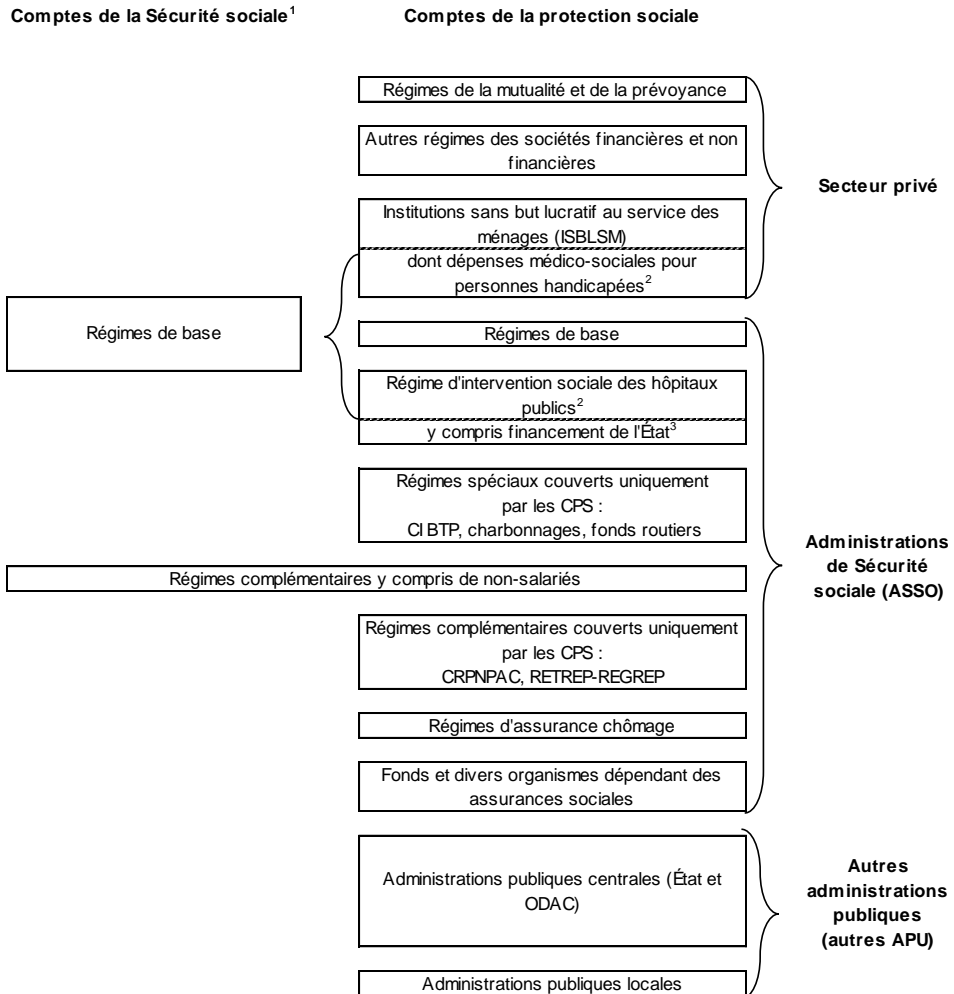 Comptes de la Sécurité sociale¹
Comptes de la protection sociale
Régimes de la mutualité et de la prévoyance
Autres régimes des sociétés financières et non
financières
Secteur privé
Institutions sans but lucratif au service des
ménages (ISBLSM)
dont dépenses médico-sociales pour
personnes handicapées²
Régimes de base
Régimes de base
Régime d'intervention sociale des hôpitaux
publics²
y compris financement de l'État³
Régimes spéciaux couverts uniquement
par les CPS :
CI BTP, charbonnages, fonds routiers
Administrations
de Sécurité
sociale (ASSO)
Régimes complémentaires y compris de non-salariés
Régimes complémentaires couverts uniquement
par les CPS :
CRPNPAC, RETREP-REGREP
Régimes d'assurance chômage
Fonds et divers organismes dépendant des
assurances sociales
Administrations publiques centrales (État et
ODAC)
Autres
administrations
publiques
(autres APU)
Administrations publiques locales